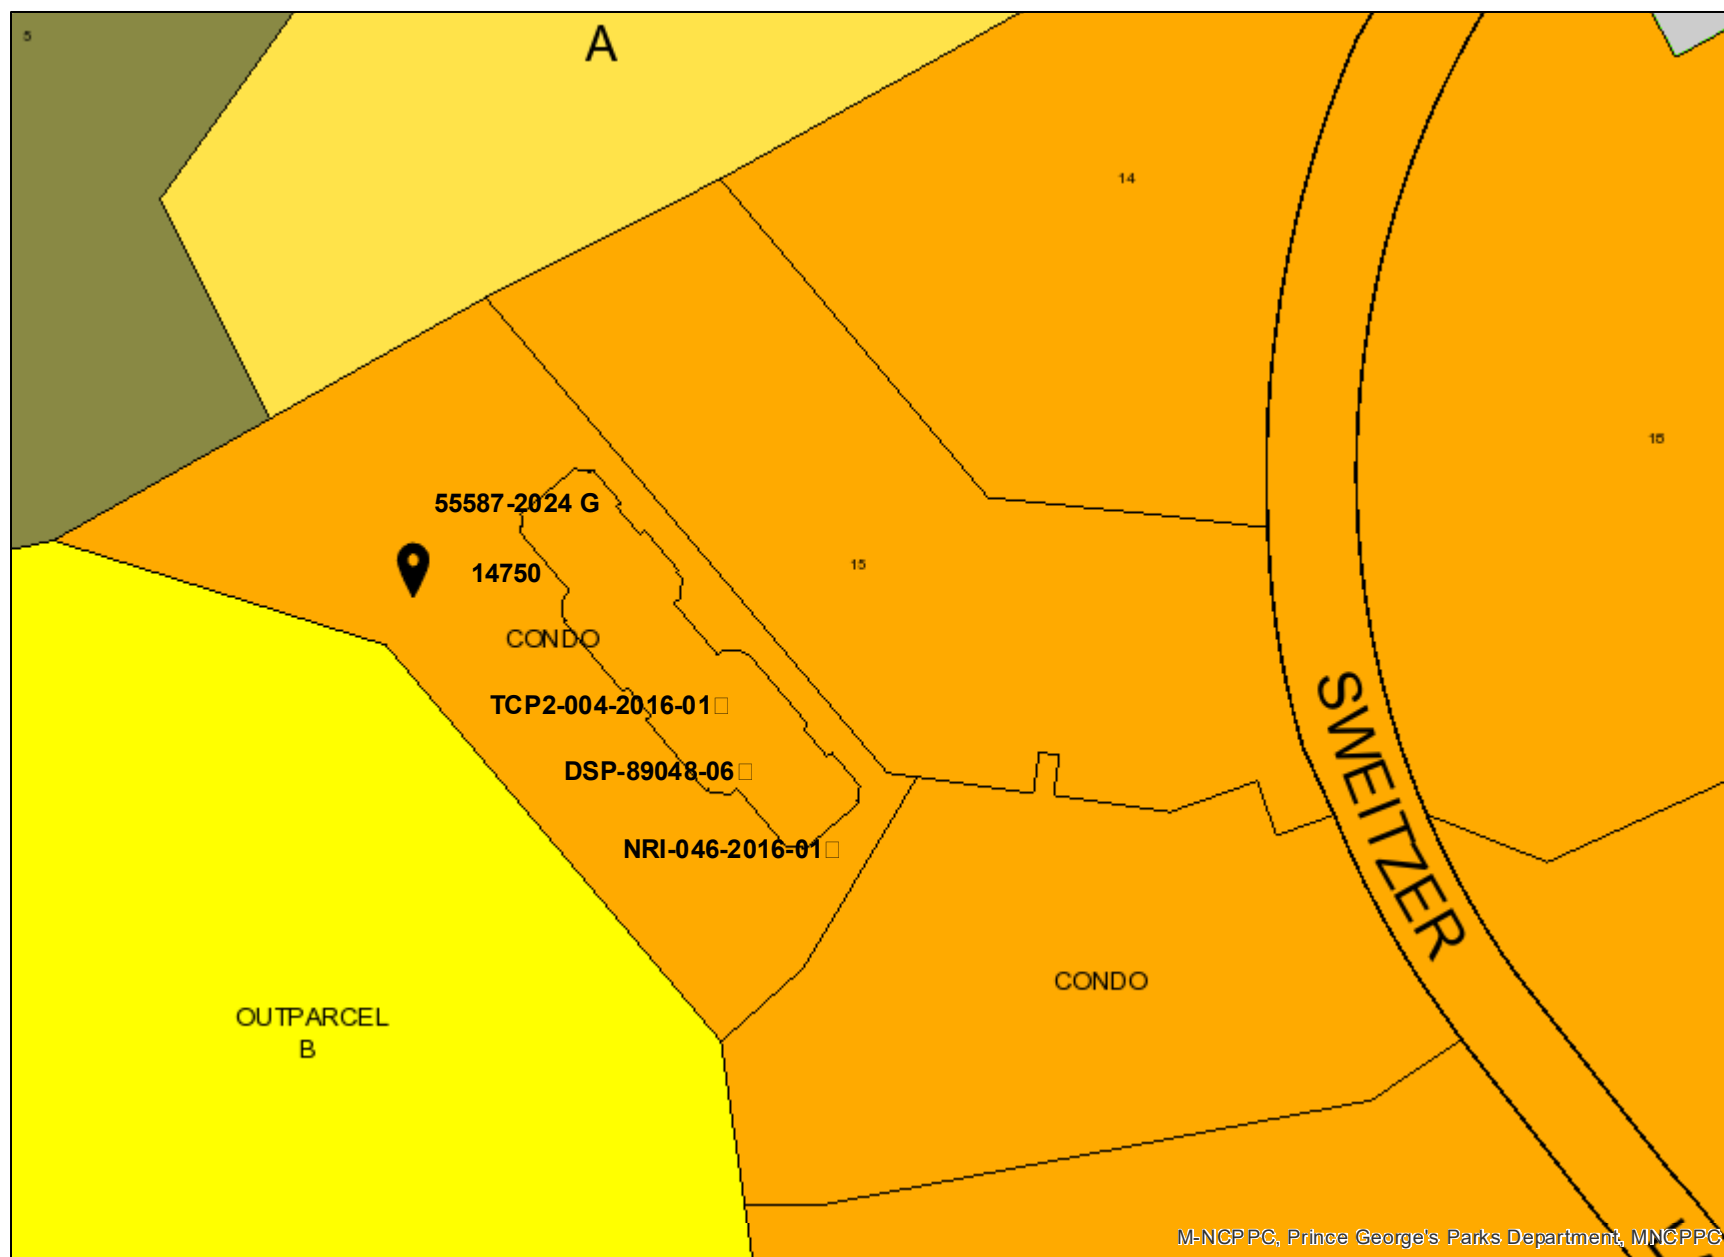 5
A
14
18
55587-2024 G
14750
15
CONDO
TCP2-004-2016-01
DSP-89048-06
NRI-046-2016-01
SWEITZER
CONDO
OUTPARCEL
B
M-NCPPC, Prince George's Parks Department, MNCPPC